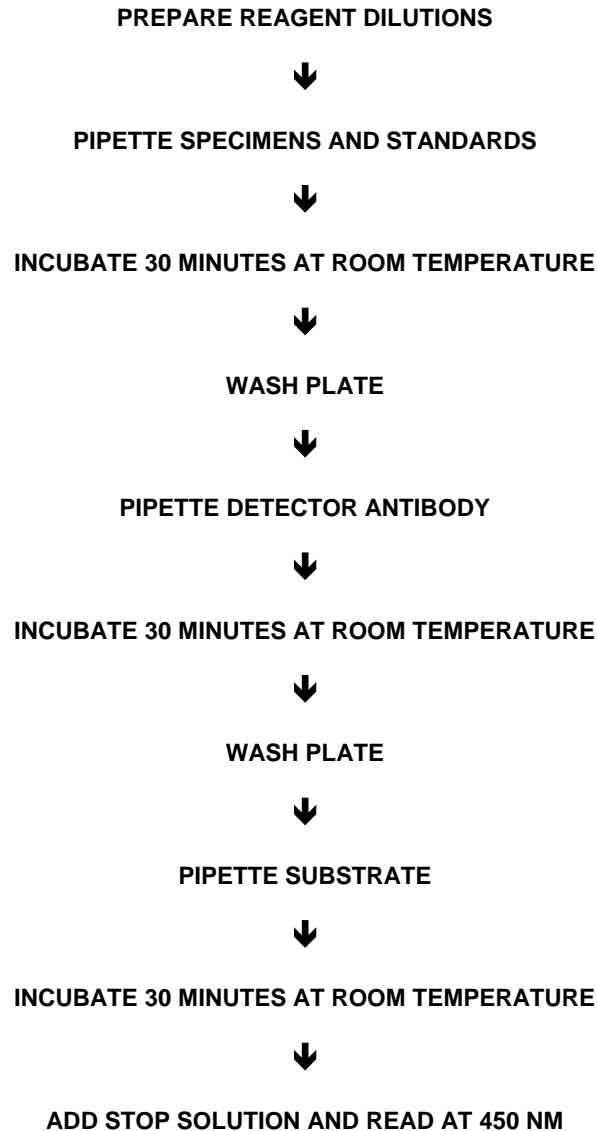 PREPARE REAGENT DILUTIONS
PIPETTE SPECIMENS AND STANDARDS
INCUBATE 30 MINUTES AT ROOM TEMPERATURE
WASH PLATE
PIPETTE DETECTOR ANTIBODY
INCUBATE 30 MINUTES AT ROOM TEMPERATURE
WASH PLATE
PIPETTE SUBSTRATE
INCUBATE 30 MINUTES AT ROOM TEMPERATURE
ADD STOP SOLUTION AND READ AT 450 NM